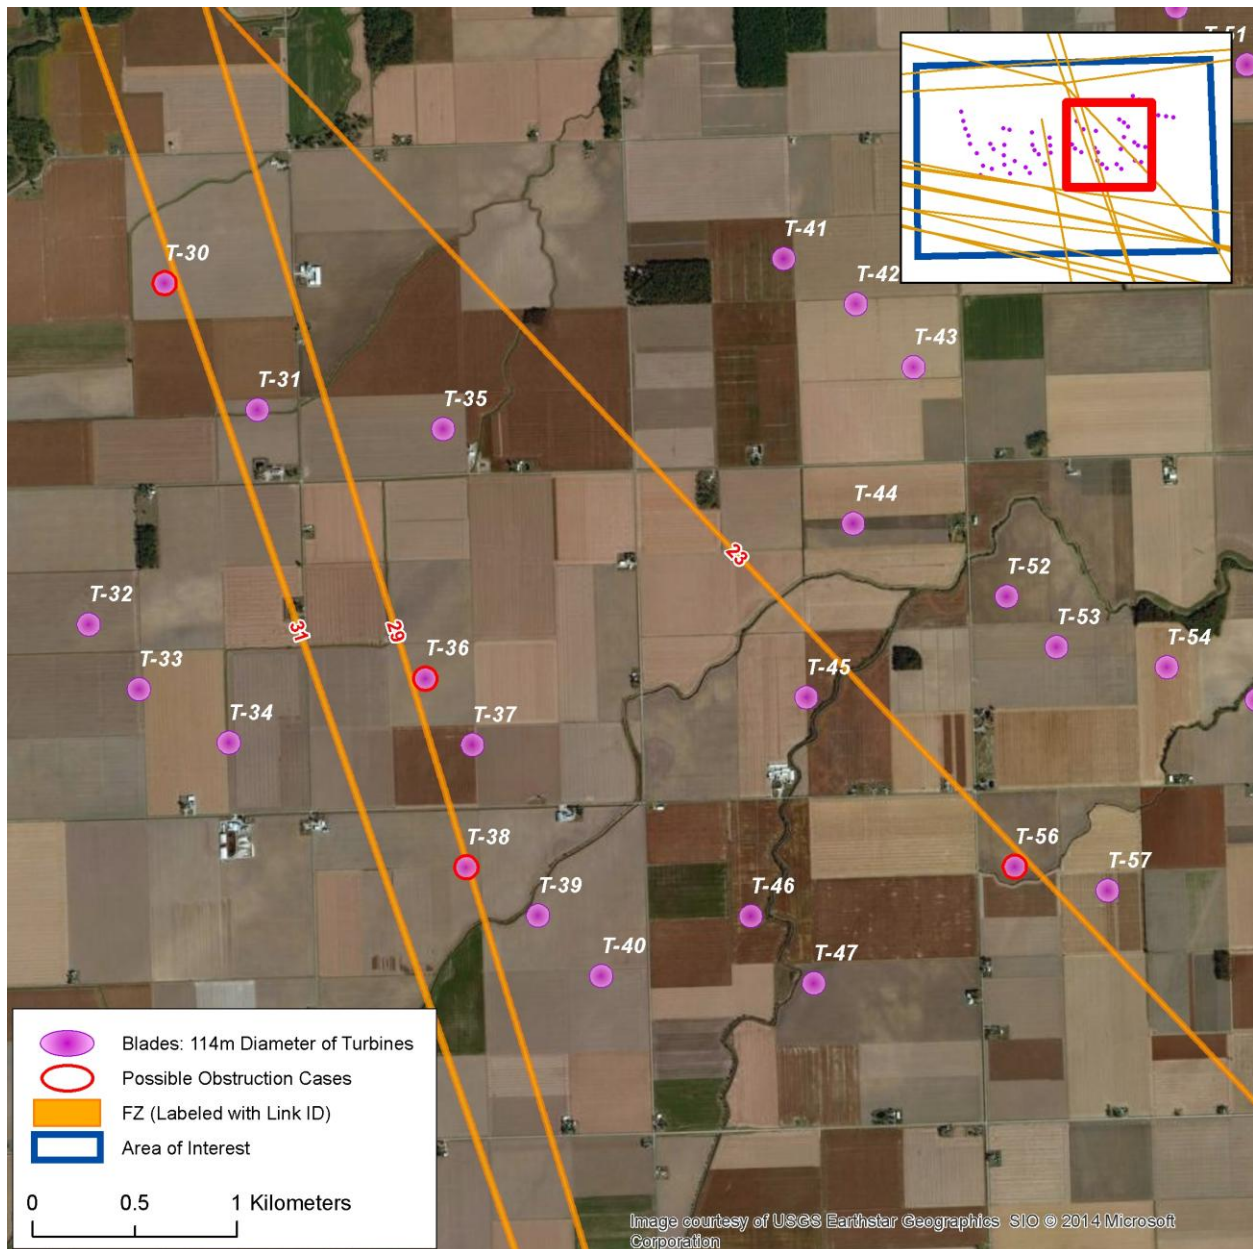 T-51
T-41
T-30
T-42
T-43
T-31
T-35
T-44
23
T-52
T-32
31
29
T-36
T-53
T-54
T-33
T-45
T-34
T-37
T-38
T-56
T-57
T-39
T-46
T-40
T-47
Blades: 114m Diameter of Turbines
Possible Obstruction Cases
FZ (Labeled with Link ID)
Area of Interest
0 0.5 1 Kilometers
Image courtesy of USGS Earthstar Geographics SIO © 2014 Microsoft
Corporation